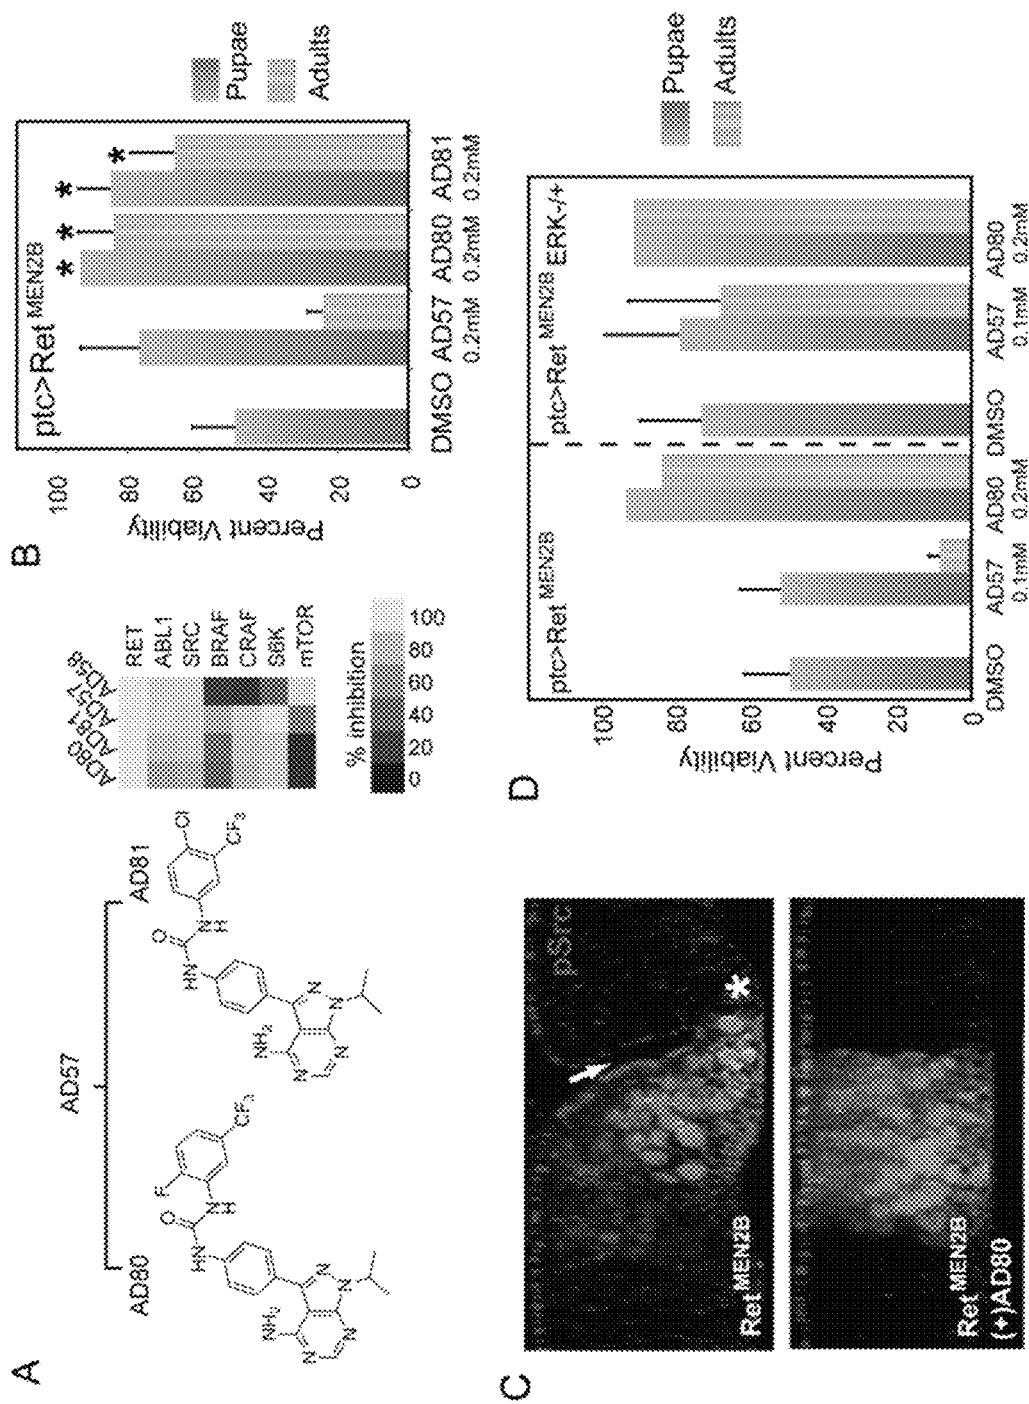 A
AD57
AD80
AD81
F
CF3
O
HN
N
H
NH2
N
N
N
N
N
Cl
CF3
O
HN
N
H
NH2
N
N
N
N
N
AD80
AD81
AD57
AD58
RET
ABL1
SRC
BRAF
CRAF
S6K
mTOR
% inhibition
0 20 40 60 80 100
B
ptc>Ret MEN2B
Percent Viability
100
80
60
40
20
0
* * * *
DMSO AD57 AD80 AD81
0.2mM 0.2mM 0.2mM
Pupae
Adults
C
pSrc
*
Ret MEN2B
Ret MEN2B
(+)AD80
D
ptc>Ret MEN2B
ptc>Ret MEN2B ERK-/+
Percent Viability
100
80
60
40
20
0
DMSO AD57 AD80 DMSO AD57 AD80
0.1mM 0.2mM 0.1mM 0.2mM
Pupae
Adults